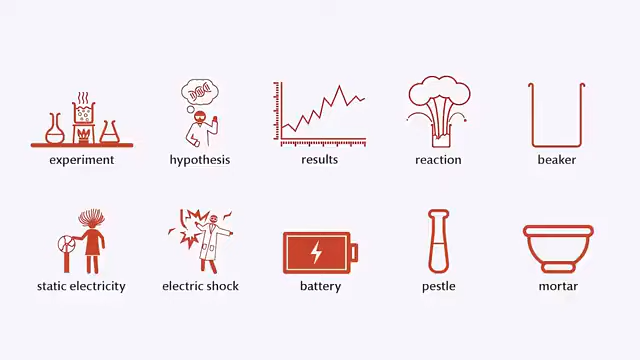 experiment
hypothesis
results
reaction
beaker
static electricity
electric shock
battery
pestle
mortar